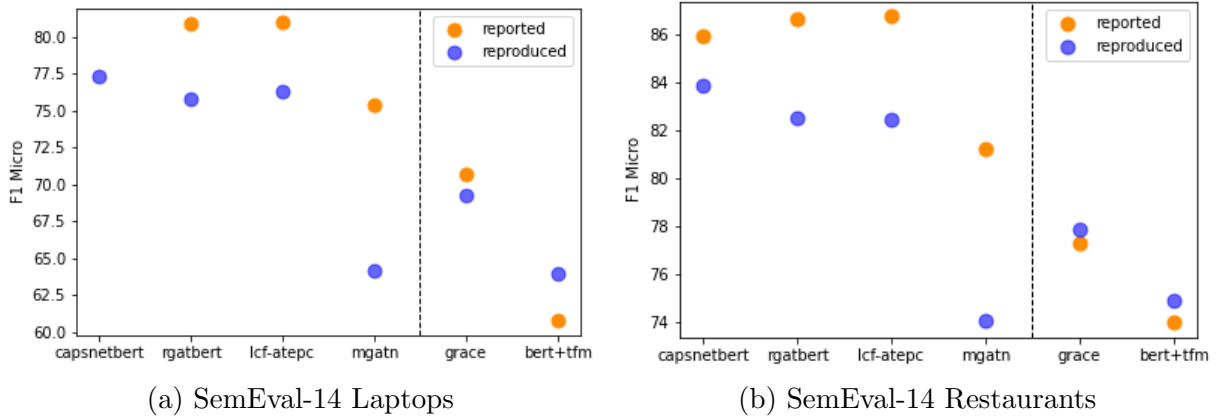 80.0
77.5
75.0
72.5
70.0
67.5
65.0
62.5
60.0
F1 Micro
reported
reproduced
capsnetbert rgatbert lcf-atepc mgatn grace bert+tfm
(a) SemEval-14 Laptops
86
84
82
80
78
76
74
F1 Micro
reported
reproduced
capsnetbert rgatbert lcf-atepc mgatn grace bert+tfm
(b) SemEval-14 Restaurants